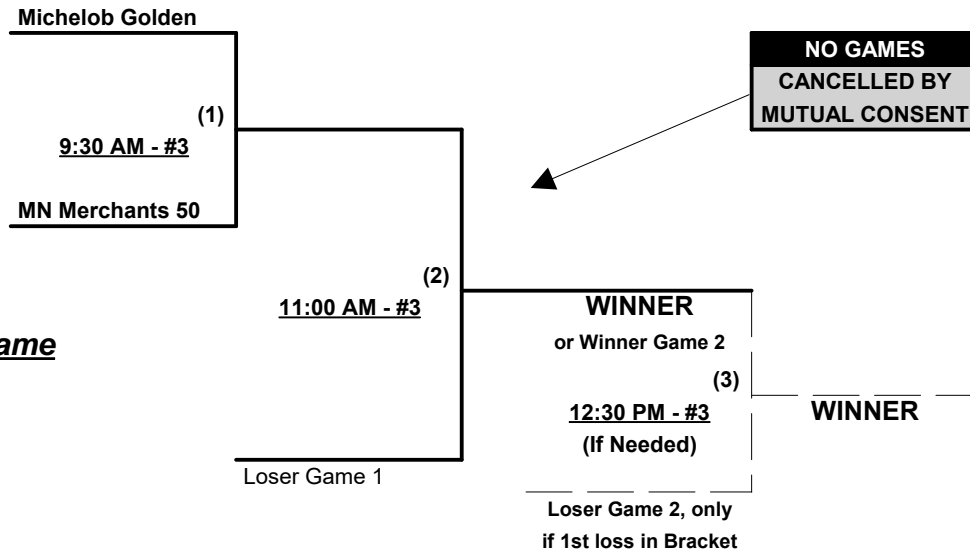 Michelob Golden
NO GAMES
CANCELLED BY
MUTUAL CONSENT
(1)
9:30 AM - #3
MN Merchants 50
(2)
11:00 AM - #3
WINNER
or Winner Game 2
ame
(3)
12:30 PM - #3
WINNER
(If Needed)
Loser Game 1
Loser Game 2, only
if 1st loss in Bracket